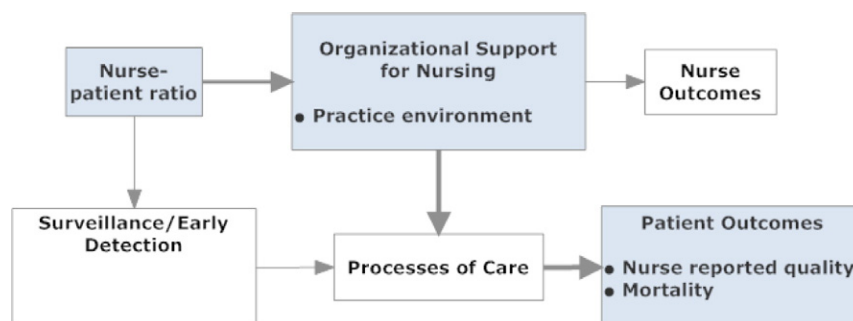 Nurse-
patient ratio
Organizational Support
for Nursing
● Practice environment
Nurse
Outcomes
Surveillance/Early
Detection
Processes of Care
Patient Outcomes
● Nurse reported quality
● Mortality